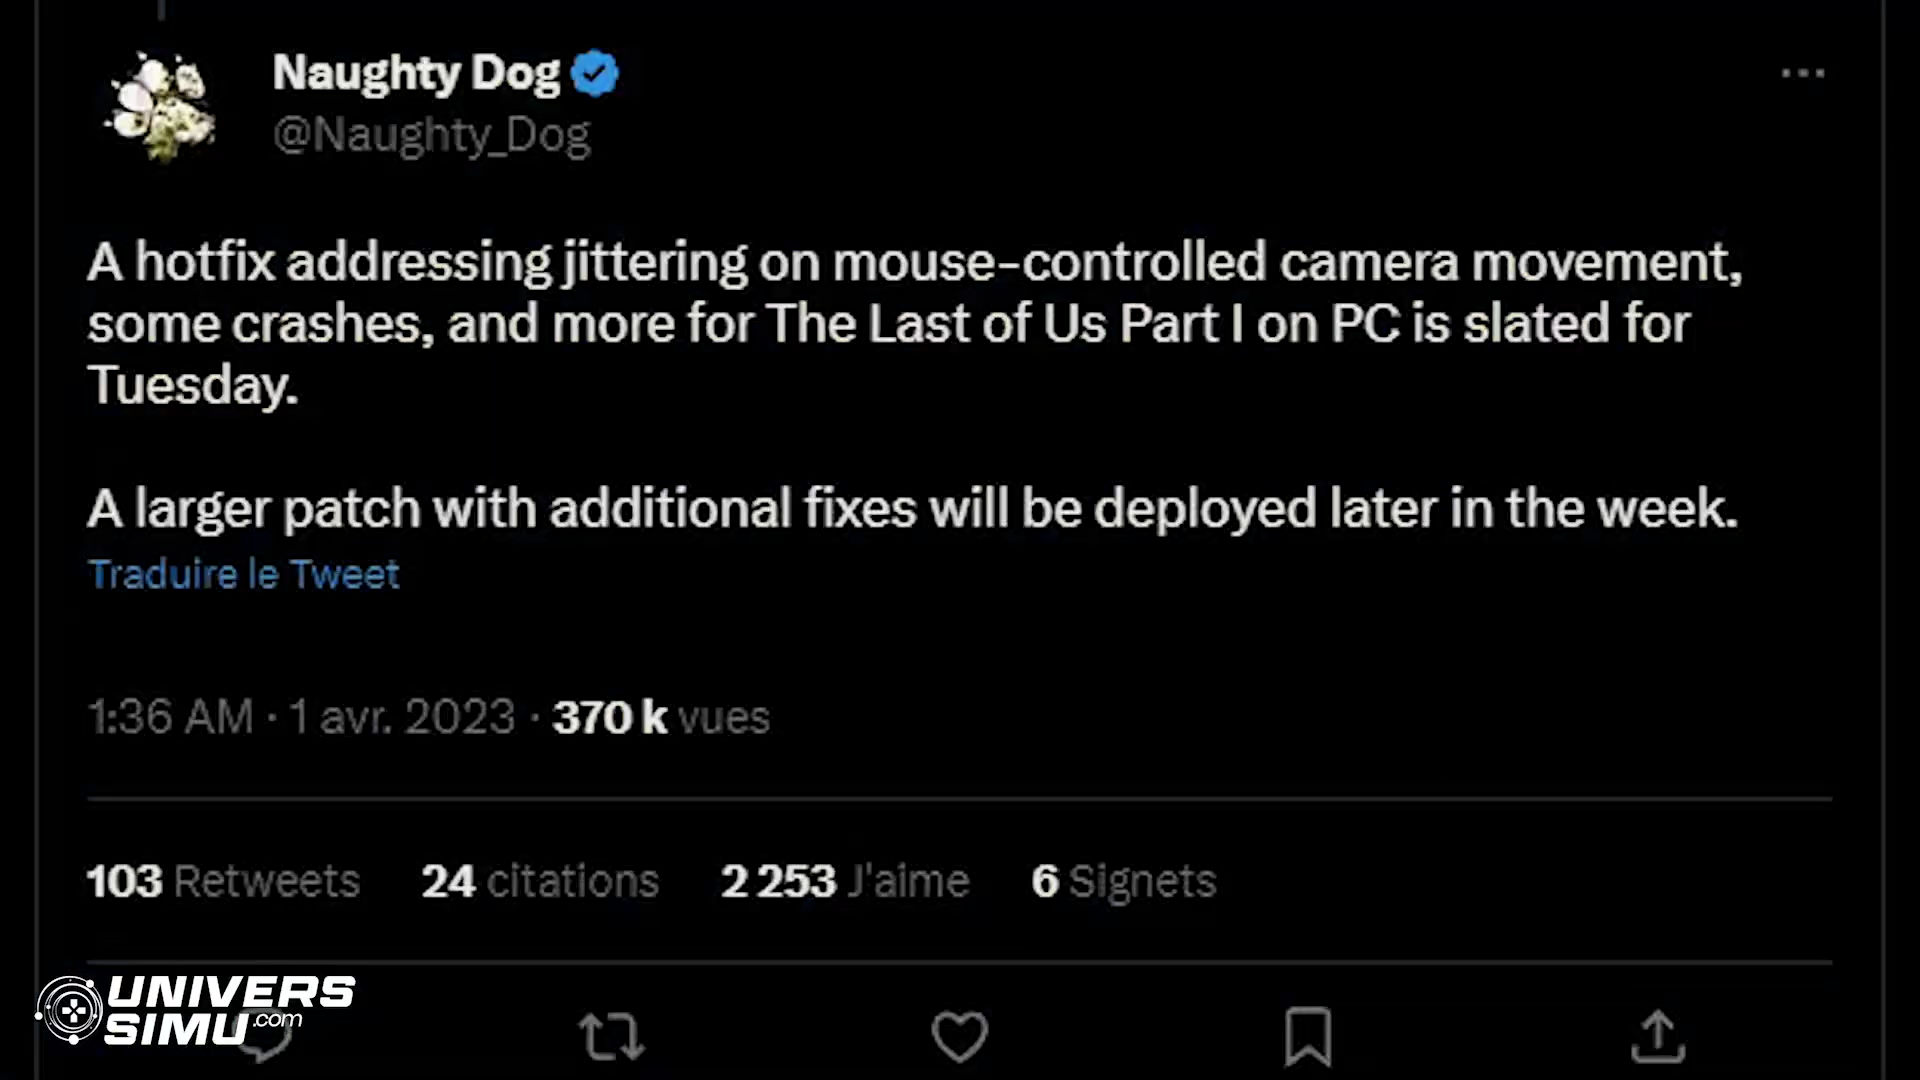 Naughty Dog
@Naughty_Dog
A hotfix addressing jittering on mouse-controlled camera movement,
some crashes, and more for The Last of Us Part I on PC is slated for
Tuesday.
A larger patch with additional fixes will be deployed later in the week.
Traduire le Tweet
1:36 AM · 1 avr. 2023 · 370 k vues
103 Retweets 24 citations 2 253 J'aime 6 Signets
UNIVERS
SIMU.com